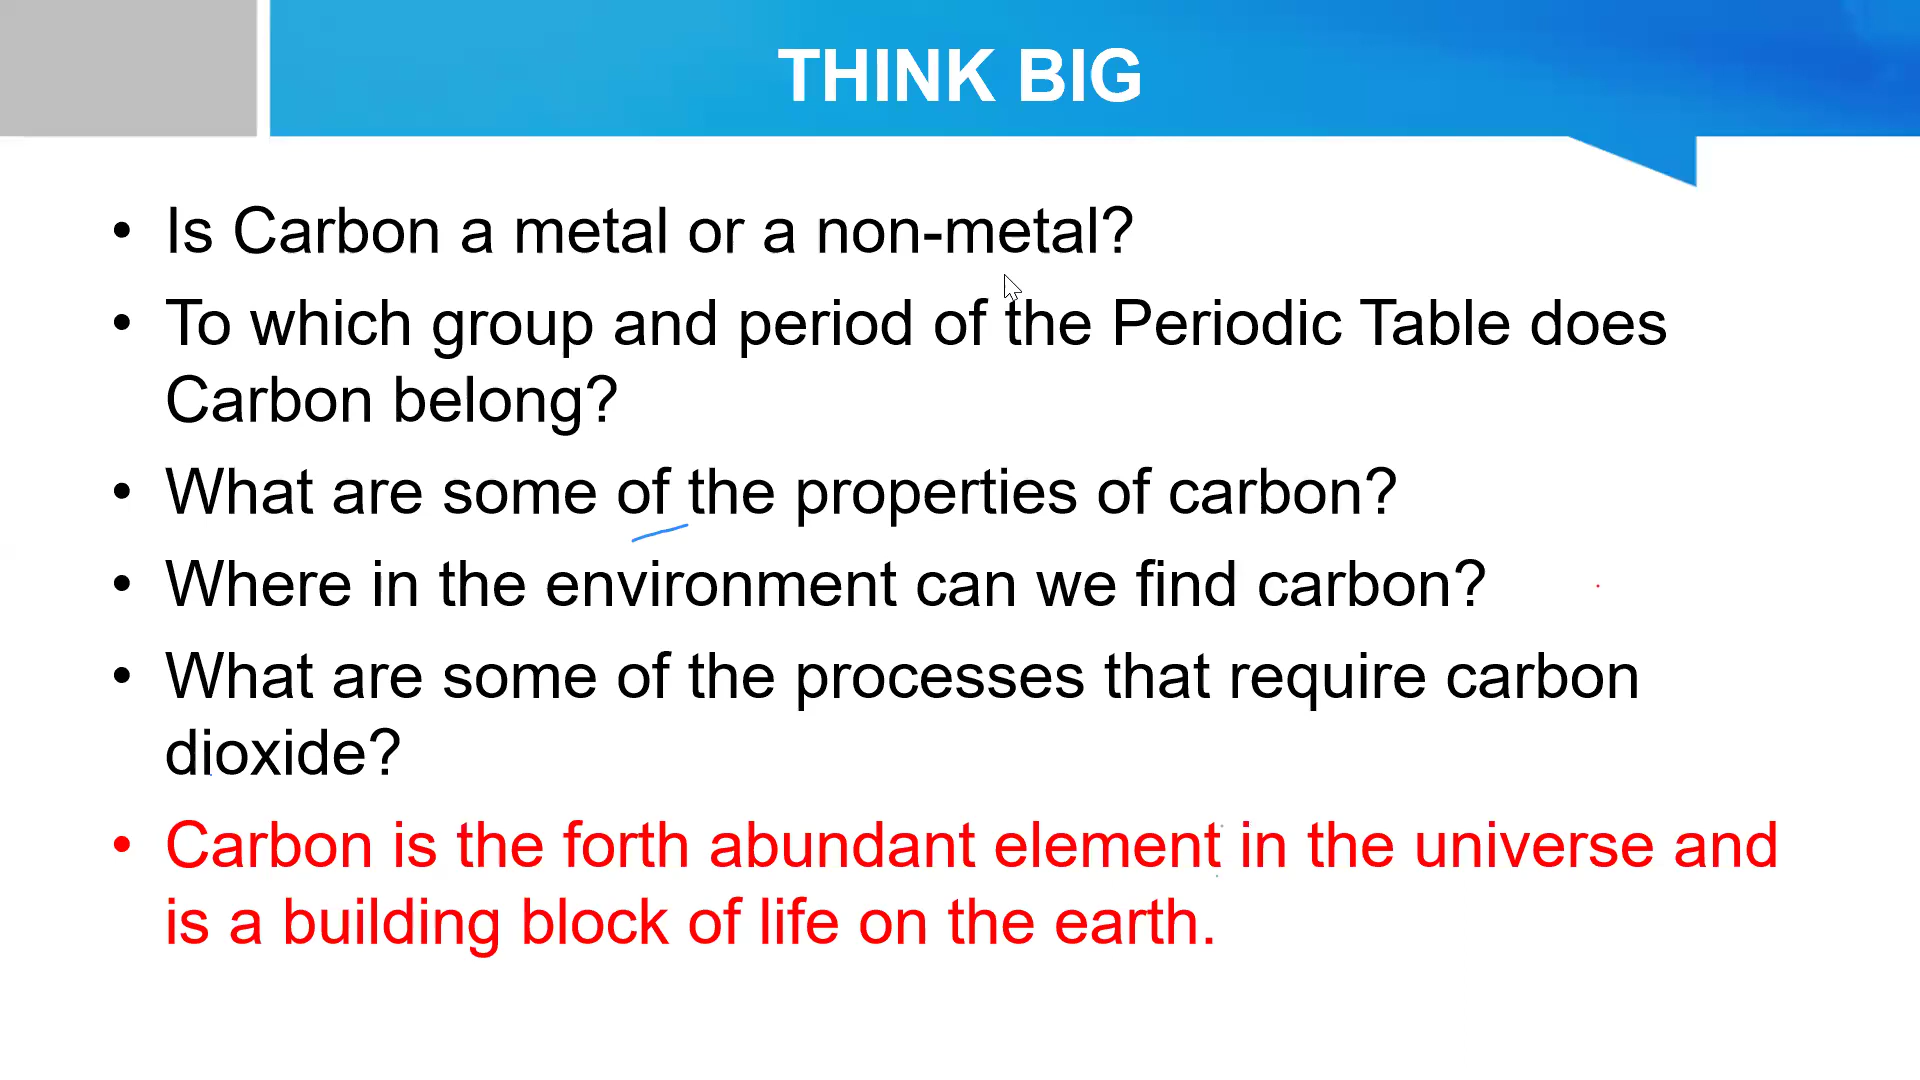 THINK BIG
• Is Carbon a metal or a non-metal?
• To which group and period of the Periodic Table does
Carbon belong?
• What are some of the properties of carbon?
• Where in the environment can we find carbon?
• What are some of the processes that require carbon
dioxide?
• Carbon is the forth abundant element in the universe and
is a building block of life on the earth.